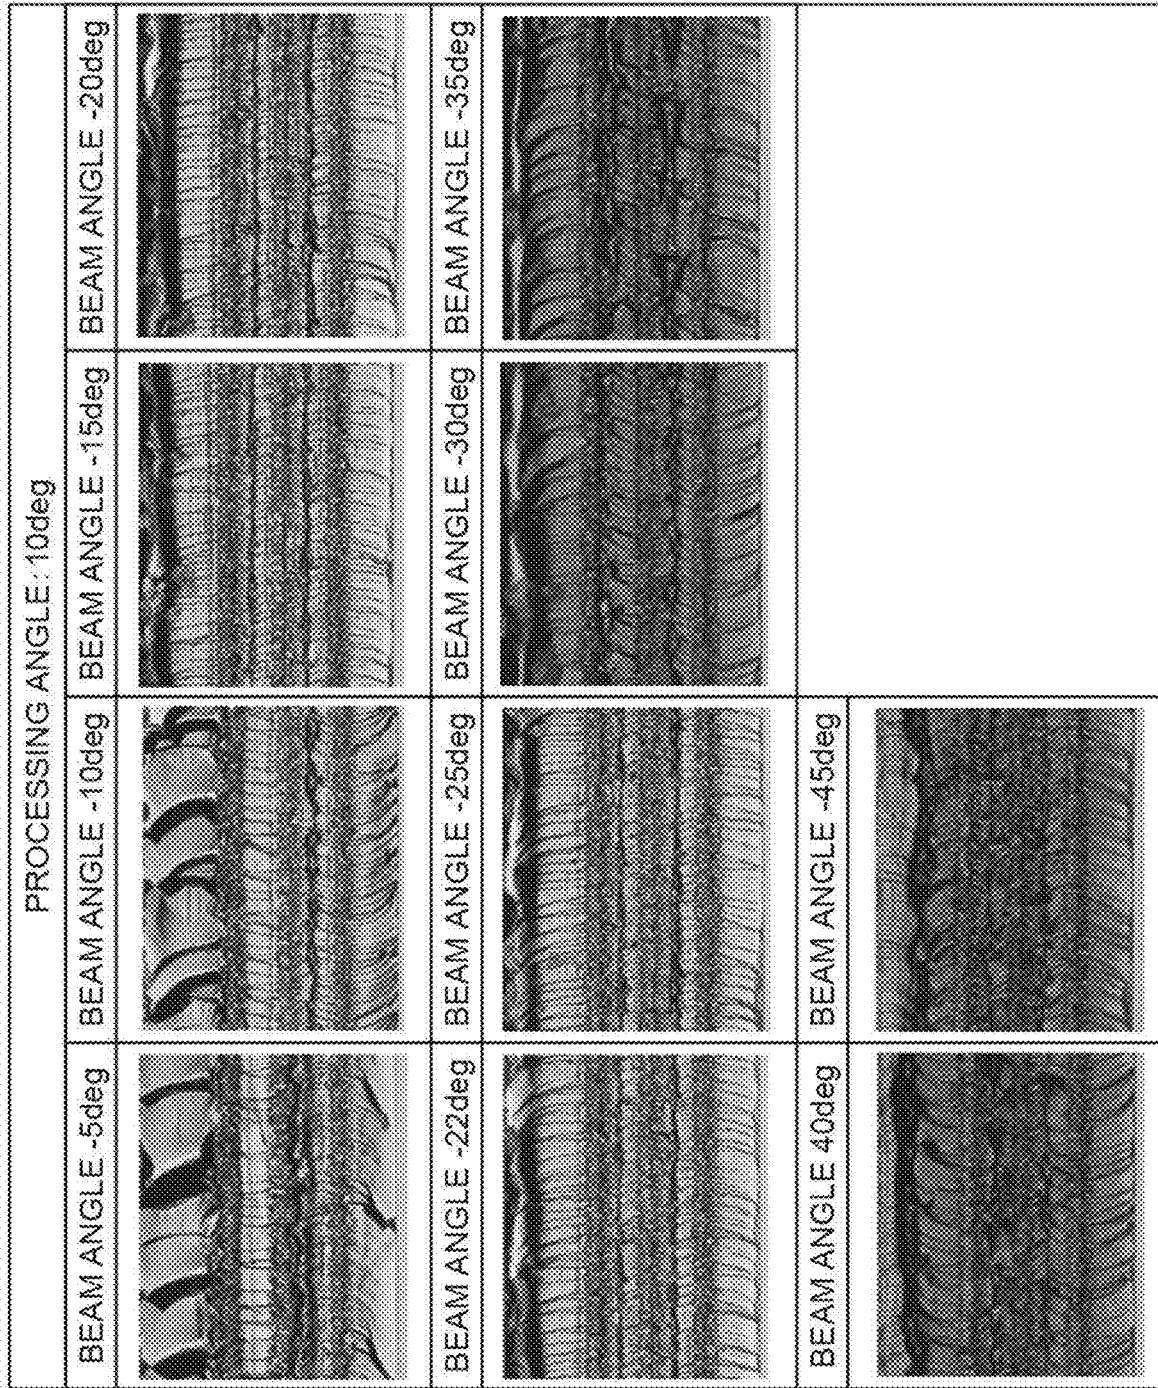 PROCESSING ANGLE: 10deg
BEAM ANGLE -5deg
BEAM ANGLE -10deg
BEAM ANGLE -15deg
BEAM ANGLE -20deg
BEAM ANGLE -22deg
BEAM ANGLE -25deg
BEAM ANGLE -30deg
BEAM ANGLE -35deg
BEAM ANGLE 40deg
BEAM ANGLE -45deg